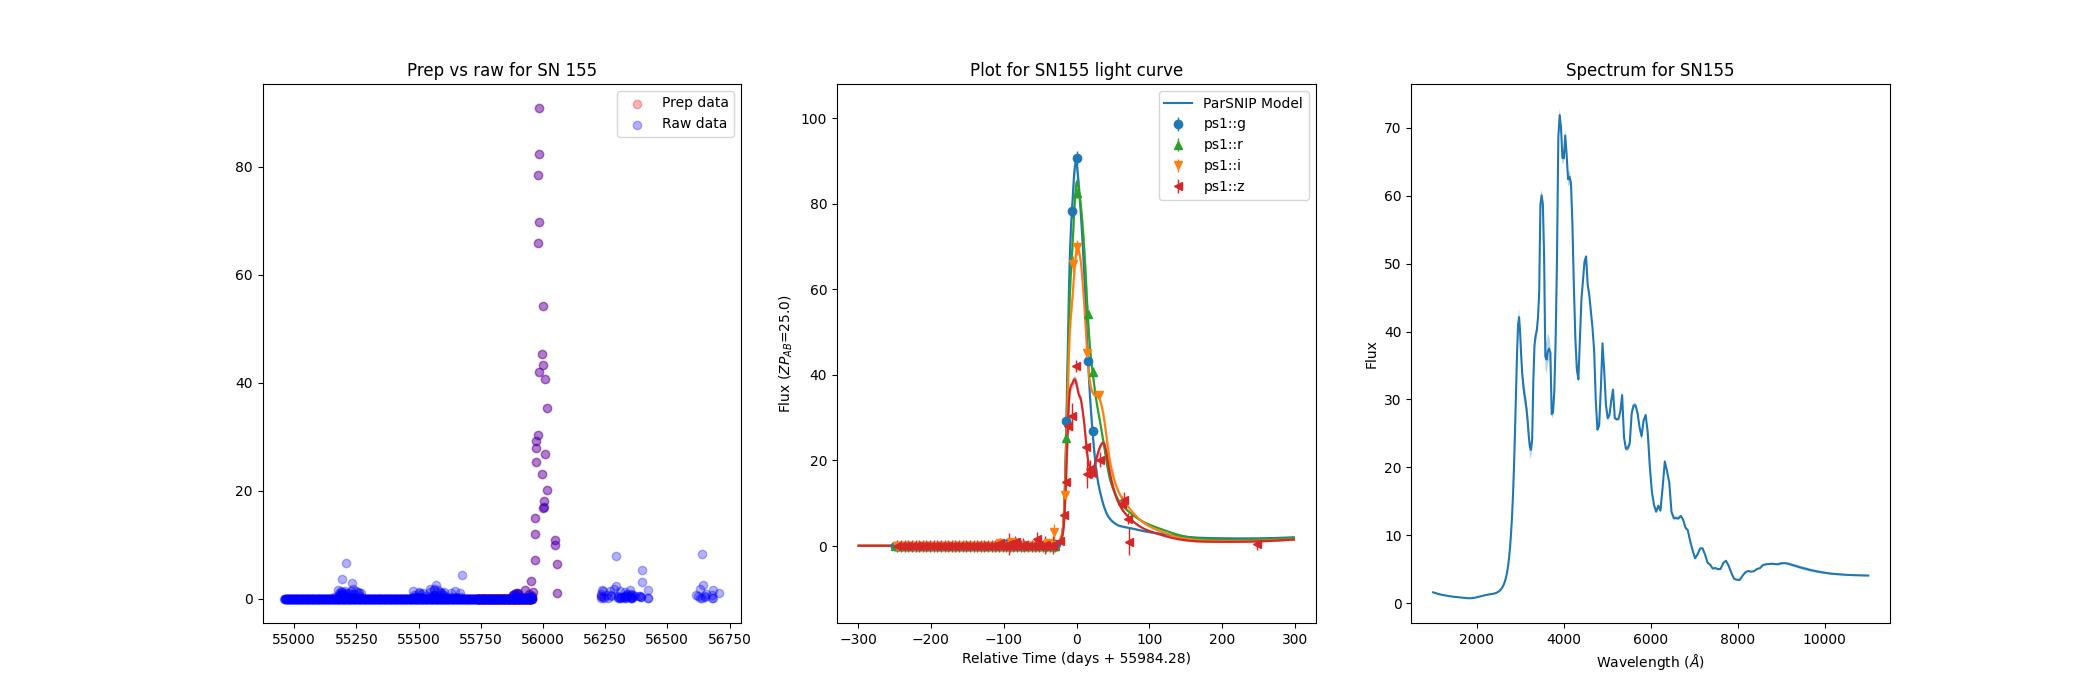 Prep vs raw for SN 155
Prep data
Raw data
80
60
40
20
0
55000 55250 55500 55750 56000 56250 56500 56750
Plot for SN155 light curve
ParSNIP Model
ps1::g
ps1::r
ps1::i
ps1::z
100
80
60
40
20
0
Flux (ZP_AB=25.0)
−300 −200 −100 0 100 200 300
Relative Time (days + 55984.28)
Spectrum for SN155
70
60
50
40
30
20
10
0
Flux
2000 4000 6000 8000 10000
Wavelength (Å)